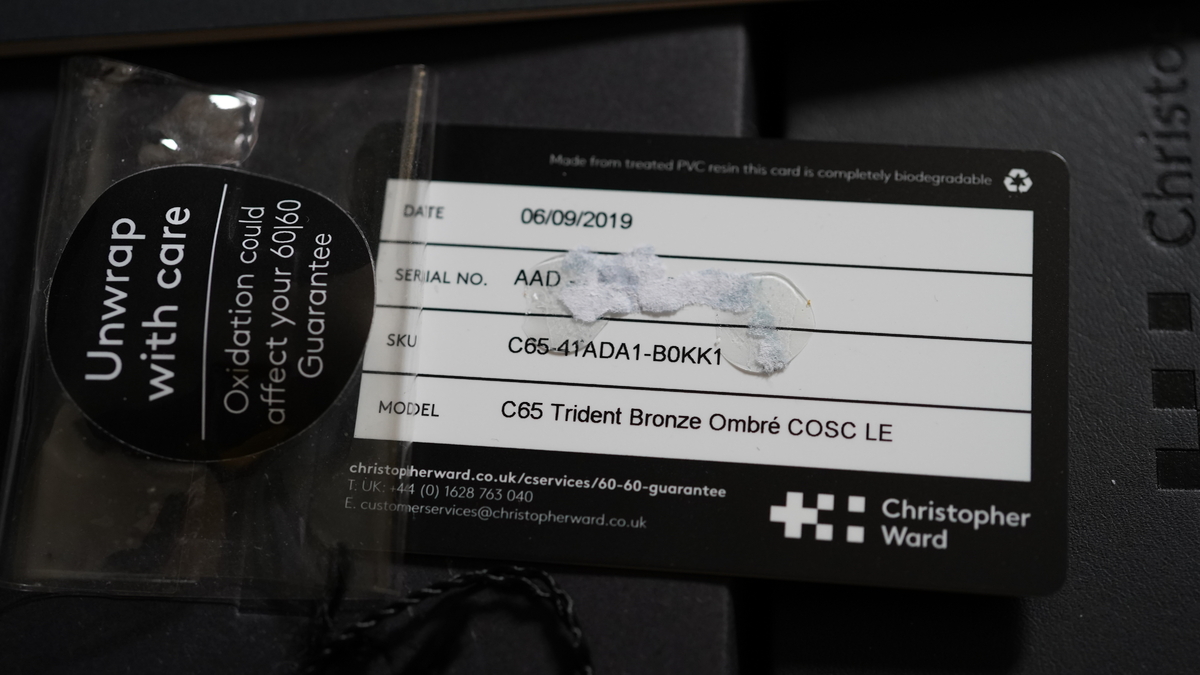 Unwrap
with care
Oxidation could
affect your 60|60
Guarantee
Made from treated PVC resin this card is completely biodegradable
DATE 06/09/2019
SERIAL NO. AAD -
SKU C65-41ADA1-B0KK1
MODEL C65 Trident Bronze Ombré COSC LE
christopherward.co.uk/cservices/60-60-guarantee
T. UK: +44 (0) 1628 763 040
E. customerservices@christopherward.co.uk
Christopher
Ward
Christo